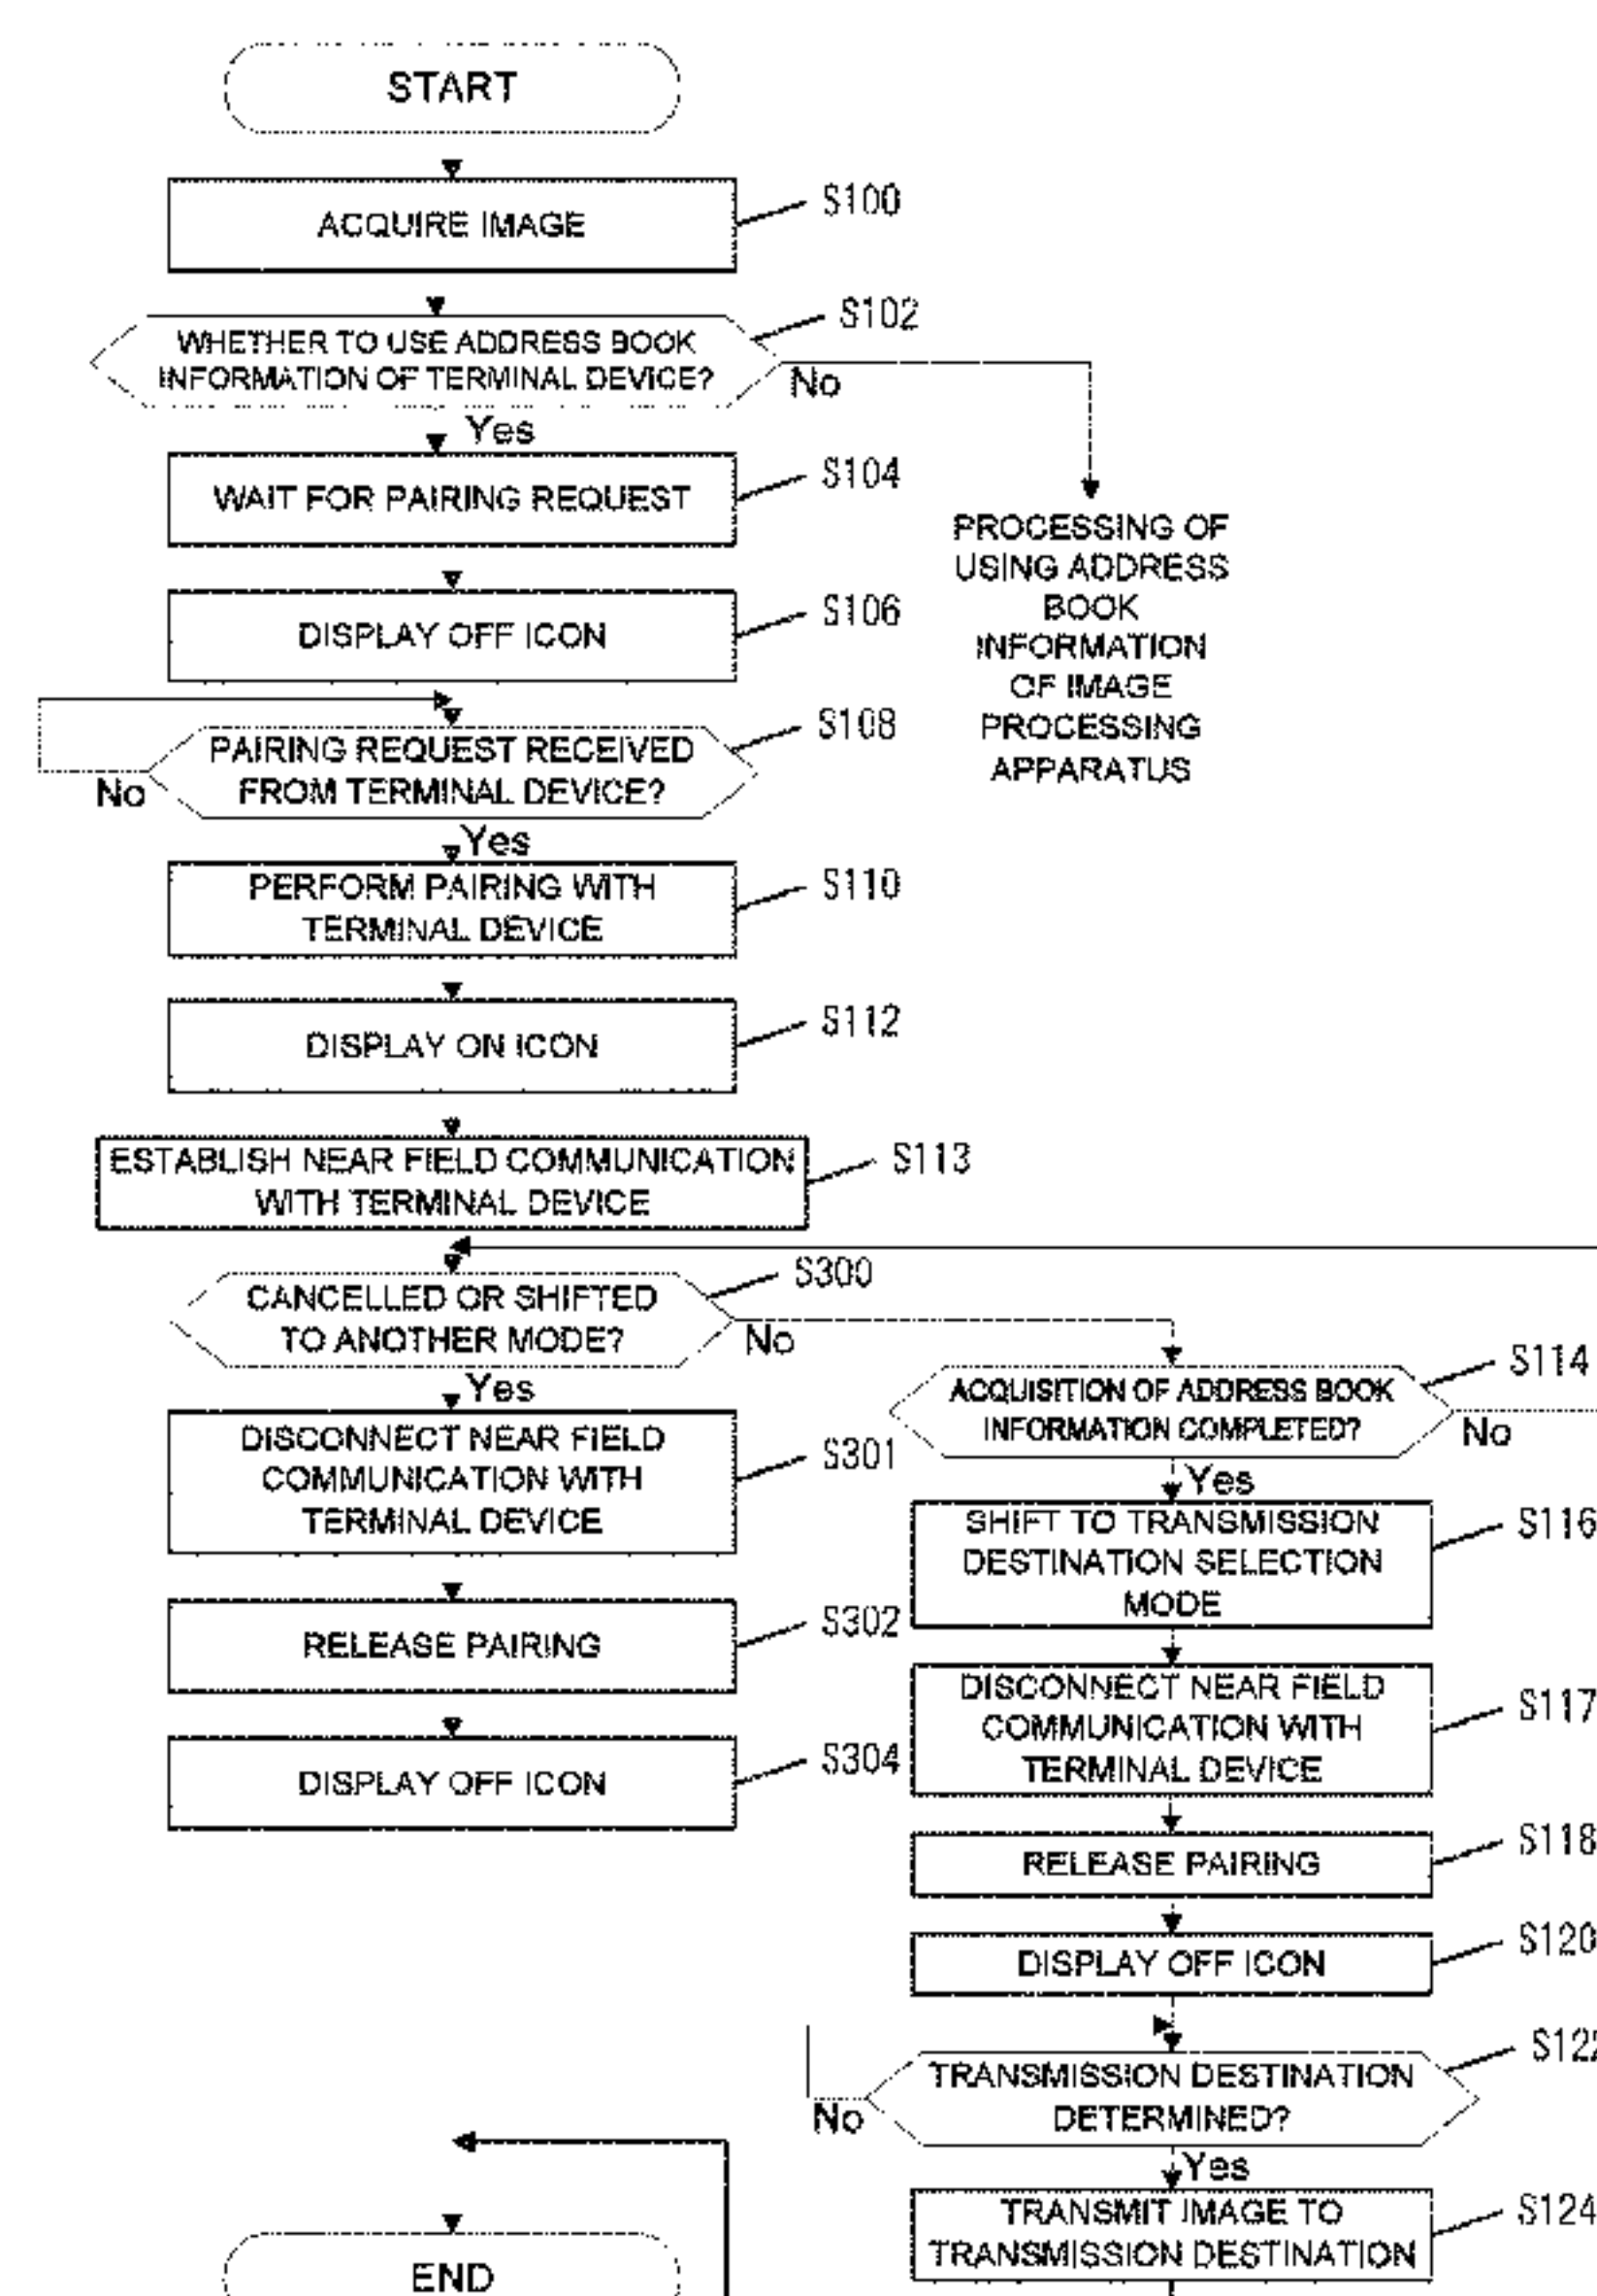 START
ACQUIRE IMAGE
S100
WHETHER TO USE ADDRESS BOOK
INFORMATION OF TERMINAL DEVICE?
S102
No
Yes
WAIT FOR PAIRING REQUEST
S104
PROCESSING OF
USING ADDRESS
BOOK
INFORMATION
OF IMAGE
PROCESSING
APPARATUS
DISPLAY OFF ICON
S106
PAIRING REQUEST RECEIVED
FROM TERMINAL DEVICE?
S108
No
Yes
PERFORM PAIRING WITH
TERMINAL DEVICE
S110
DISPLAY ON ICON
S112
ESTABLISH NEAR FIELD COMMUNICATION
WITH TERMINAL DEVICE
S113
CANCELLED OR SHIFTED
TO ANOTHER MODE?
S300
No
Yes
DISCONNECT NEAR FIELD
COMMUNICATION WITH
TERMINAL DEVICE
S301
RELEASE PAIRING
S302
DISPLAY OFF ICON
S304
ACQUISITION OF ADDRESS BOOK
INFORMATION COMPLETED?
S114
No
Yes
SHIFT TO TRANSMISSION
DESTINATION SELECTION
MODE
S116
DISCONNECT NEAR FIELD
COMMUNICATION WITH
TERMINAL DEVICE
S117
RELEASE PAIRING
S118
DISPLAY OFF ICON
S120
TRANSMISSION DESTINATION
DETERMINED?
S122
No
Yes
TRANSMIT IMAGE TO
TRANSMISSION DESTINATION
S124
END